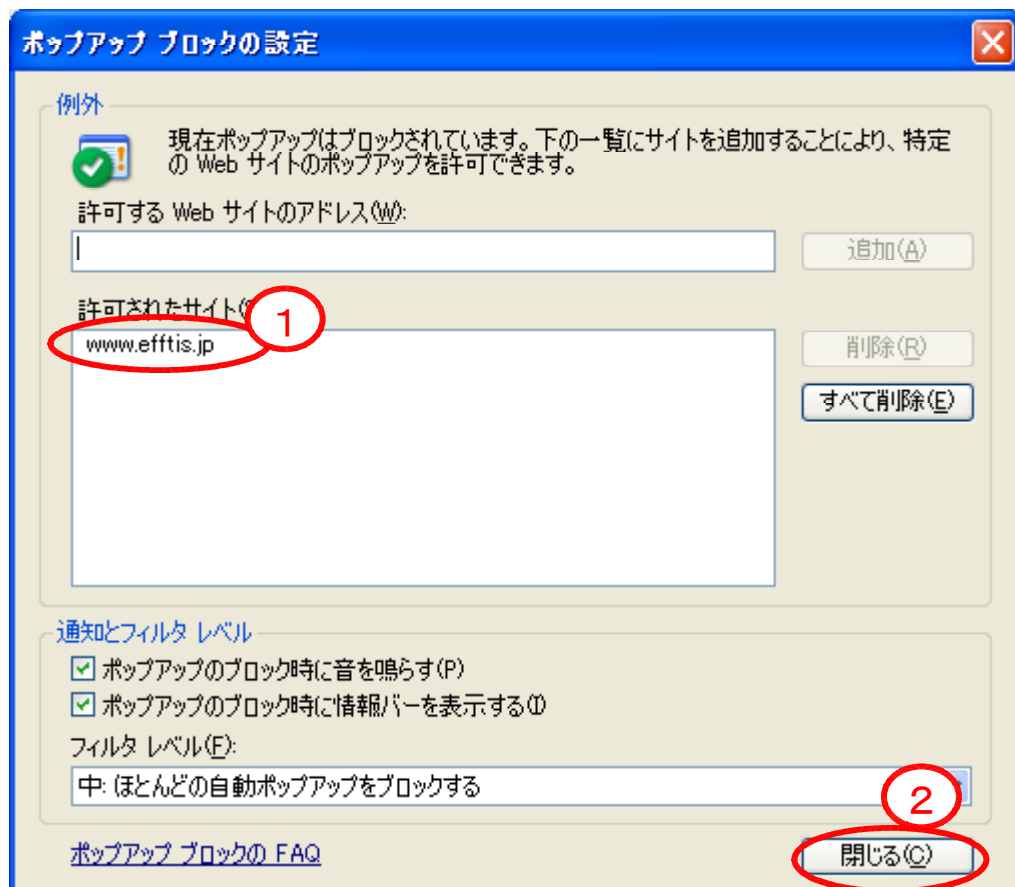 ポップアップ ブロックの設定
例外
現在ポップアップはブロックされています。下の一覧にサイトを追加することにより、特定
の Web サイトのポップアップを許可できます。
許可する Web サイトのアドレス(W):
追加(A)
許可されたサイト(
1
www.efftis.jp
削除(R)
すべて削除(E)
通知とフィルタ レベル
ポップアップのブロック時に音を鳴らす(P)
ポップアップのブロック時に情報バーを表示する(I)
フィルタ レベル(F):
中: ほとんどの自動ポップアップをブロックする
2
ポップアップ ブロックの FAQ
閉じる(C)